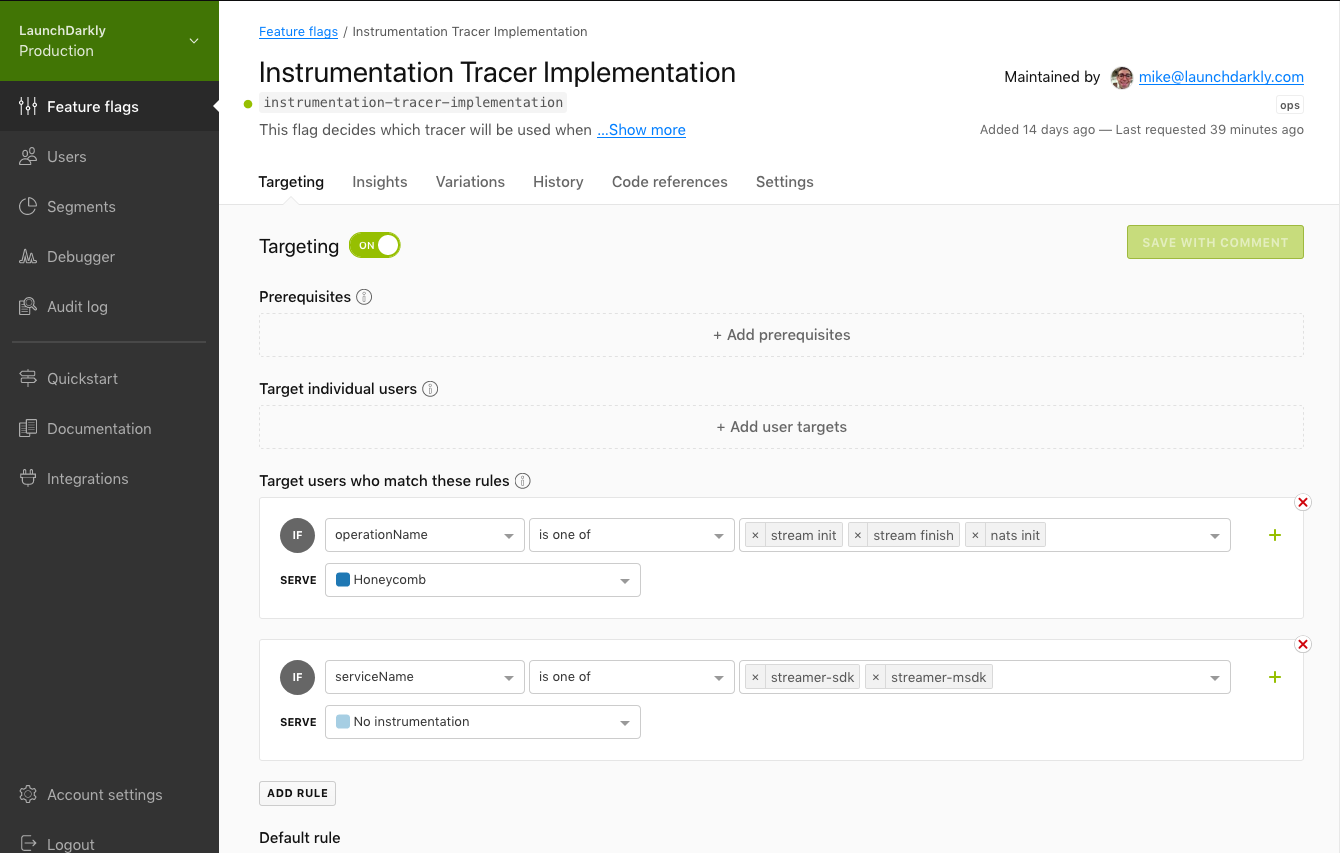 LaunchDarkly
Production
Feature flags
Users
Segments
Debugger
Audit log
Quickstart
Documentation
Integrations
Account settings
Logout
Feature flags / Instrumentation Tracer Implementation
Instrumentation Tracer Implementation
instrumentation-tracer-implementation
This flag decides which tracer will be used when ...Show more
Maintained by mike@launchdarkly.com
ops
Added 14 days ago — Last requested 39 minutes ago
Targeting Insights Variations History Code references Settings
Targeting ON SAVE WITH COMMENT
Prerequisites
+ Add prerequisites
Target individual users
+ Add user targets
Target users who match these rules
IF operationName is one of × stream init × stream finish × nats init +
SERVE Honeycomb
IF serviceName is one of × streamer-sdk × streamer-msdk +
SERVE No instrumentation
ADD RULE
Default rule